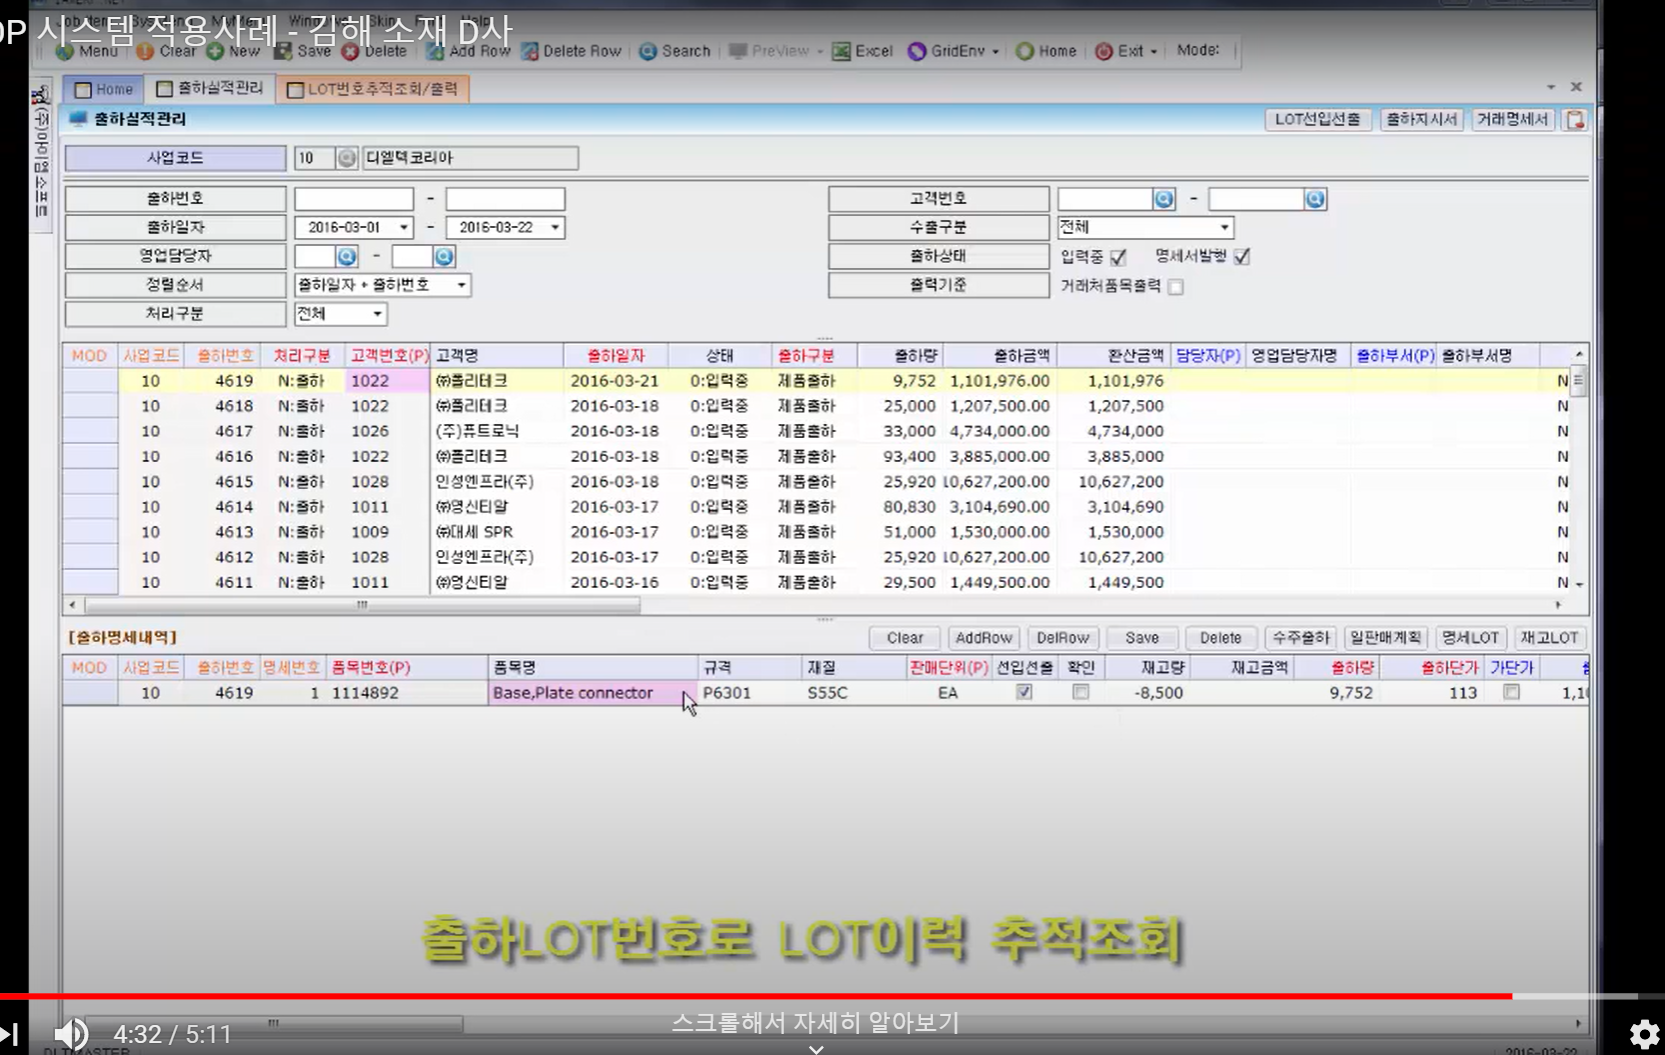 OP 시스템 적용사례 - 김해 소재 D사
Menu Clear New Save Delete Add Row Delete Row Search PreView Excel GridEnv Home Exit Mode:
Home 출하실적관리 LOT번호추적조회/출력
(주)아이엠소프트
출하실적관리 LOT선입선출 출하지시서 거래명세서
사업코드 10 디엘텍코리아
출하번호 - 고객번호 -
출하일자 2016-03-01 - 2016-03-22 수출구분 전체
영업담당자 - 출하상태 입력중 명세서발행
정렬순서 출하일자 + 출하번호 출력기준 거래처품목출력
처리구분 전체
MOD 사업코드 출하번호 처리구분 고객번호(P) 고객명 출하일자 상태 출하구분 출하량 출하금액 환산금액 담당자(P) 영업담당자명 출하부서(P) 출하부서명
10 4619 N:출하 1022 ㈜폴리테크 2016-03-21 0:입력중 제품출하 9,752 1,101,976.00 1,101,976 N
10 4618 N:출하 1022 ㈜폴리테크 2016-03-18 0:입력중 제품출하 25,000 1,207,500.00 1,207,500 N
10 4617 N:출하 1026 (주)퓨트로닉 2016-03-18 0:입력중 제품출하 33,000 4,734,000.00 4,734,000 N
10 4616 N:출하 1022 ㈜폴리테크 2016-03-18 0:입력중 제품출하 93,400 3,885,000.00 3,885,000 N
10 4615 N:출하 1028 인성엔프라(주) 2016-03-18 0:입력중 제품출하 25,920 10,627,200.00 10,627,200 N
10 4614 N:출하 1011 ㈜영신티알 2016-03-17 0:입력중 제품출하 80,830 3,104,690.00 3,104,690 N
10 4613 N:출하 1009 ㈜대세 SPR 2016-03-17 0:입력중 제품출하 51,000 1,530,000.00 1,530,000 N
10 4612 N:출하 1028 인성엔프라(주) 2016-03-17 0:입력중 제품출하 25,920 10,627,200.00 10,627,200 N
10 4611 N:출하 1011 ㈜영신티알 2016-03-16 0:입력중 제품출하 29,500 1,449,500.00 1,449,500 N
[출하명세내역] Clear AddRow DelRow Save Delete 수주출하 일판매계획 명세LOT 재고LOT
MOD 사업코드 출하번호 명세번호 품목번호(P) 품목명 규격 재질 판매단위(P) 선입선출 확인 재고량 재고금액 출하량 출하단가 가단가
10 4619 1 1114892 Base,Plate connector P6301 S55C EA -8,500 9,752 113 1,10
출하LOT번호로 LOT이력 추적조회
4:32 / 5:11 스크롤해서 자세히 알아보기